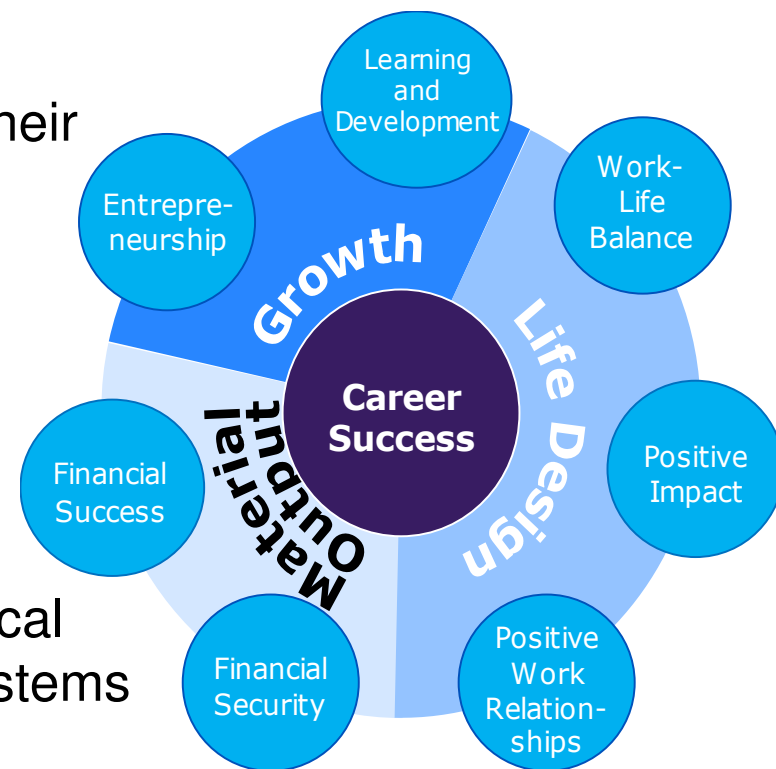 heir
cal
stems
Learning
and
Development
Work-
Life
Balance
Positive
Impact
Positive
Work
Relation-
ships
Financial
Security
Financial
Success
Entrepre-
neurship
Growth
Life Design
Material
Output
Career
Success